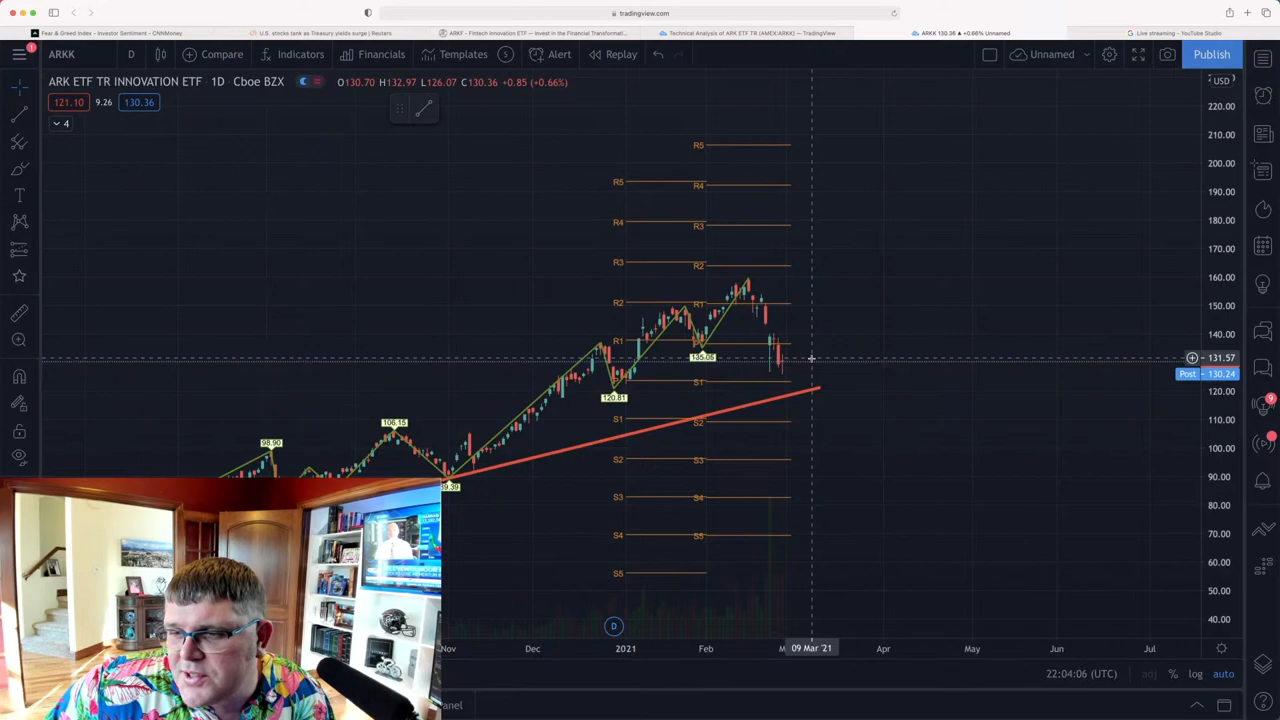 tradingview.com
Fear & Greed Index - Investor Sentiment - CNNMoney
U.S. stocks tank as Treasury yields surge | Reuters
ARKF - Fintech Innovation ETF — Invest in the Financial Transformat...
Technical Analysis of ARK ETF TR (AMEX:ARKK) — TradingView
ARKK 130.36 ▲ +0.66% Unnamed
Live streaming - YouTube Studio
1
ARKK
D
Compare
Indicators
Financials
Templates
S
Alert
Replay
Unnamed
Publish
ARK ETF TR INNOVATION ETF · 1D · Cboe BZX
O130.70 H132.97 L126.07 C130.36 +0.85 (+0.66%)
USD
121.10
9.26
130.36
4
220.00
210.00
200.00
190.00
180.00
170.00
160.00
150.00
140.00
131.57
Post
130.24
120.00
110.00
100.00
90.00
80.00
70.00
60.00
50.00
40.00
R5
R4
R3
R2
R1
S1
S2
S3
S4
S5
R5
R4
R3
R2
R1
P
S1
S2
S3
S4
S5
135.05
120.81
106.15
98.90
9
D
Nov
Dec
2021
Feb
09 Mar '21
Apr
May
Jun
Jul
22:04:06 (UTC)
adj
%
log
auto